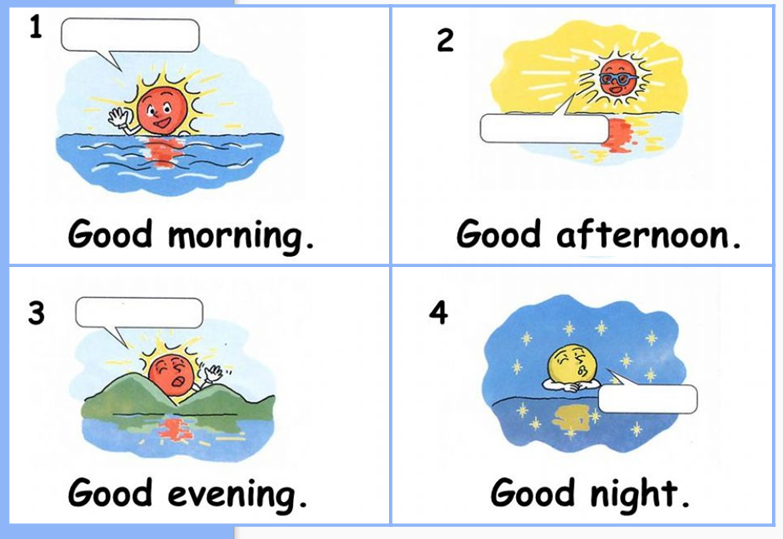 1
Good morning.
2
Good afternoon.
3
Good evening.
4
Good night.